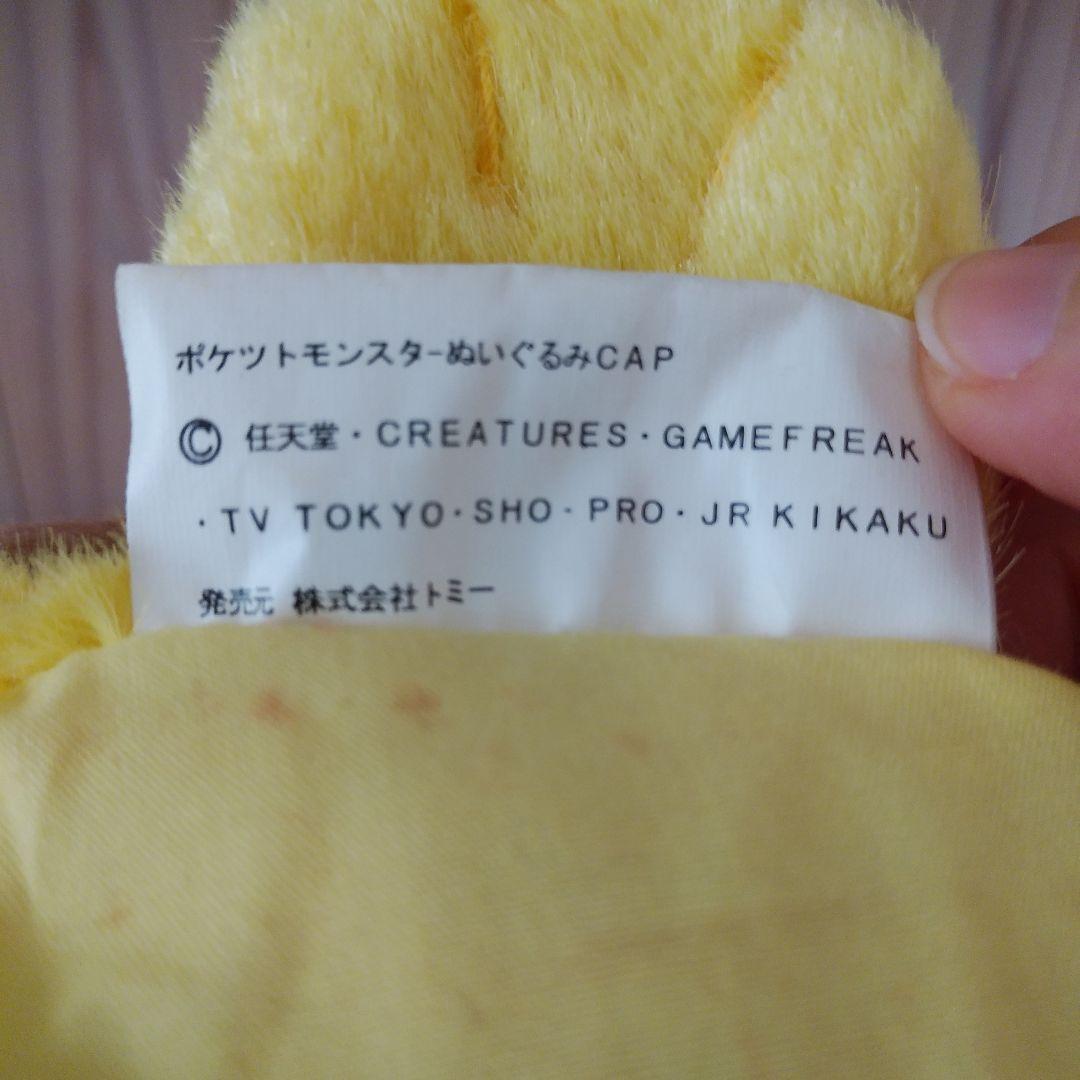 ポケツトモンスターぬいぐるみCAP
© 任天堂・CREATURES・GAMEFREAK
・TV TOKYO・SHO・PRO・JR KIKAKU
発売元 株式会社トミー